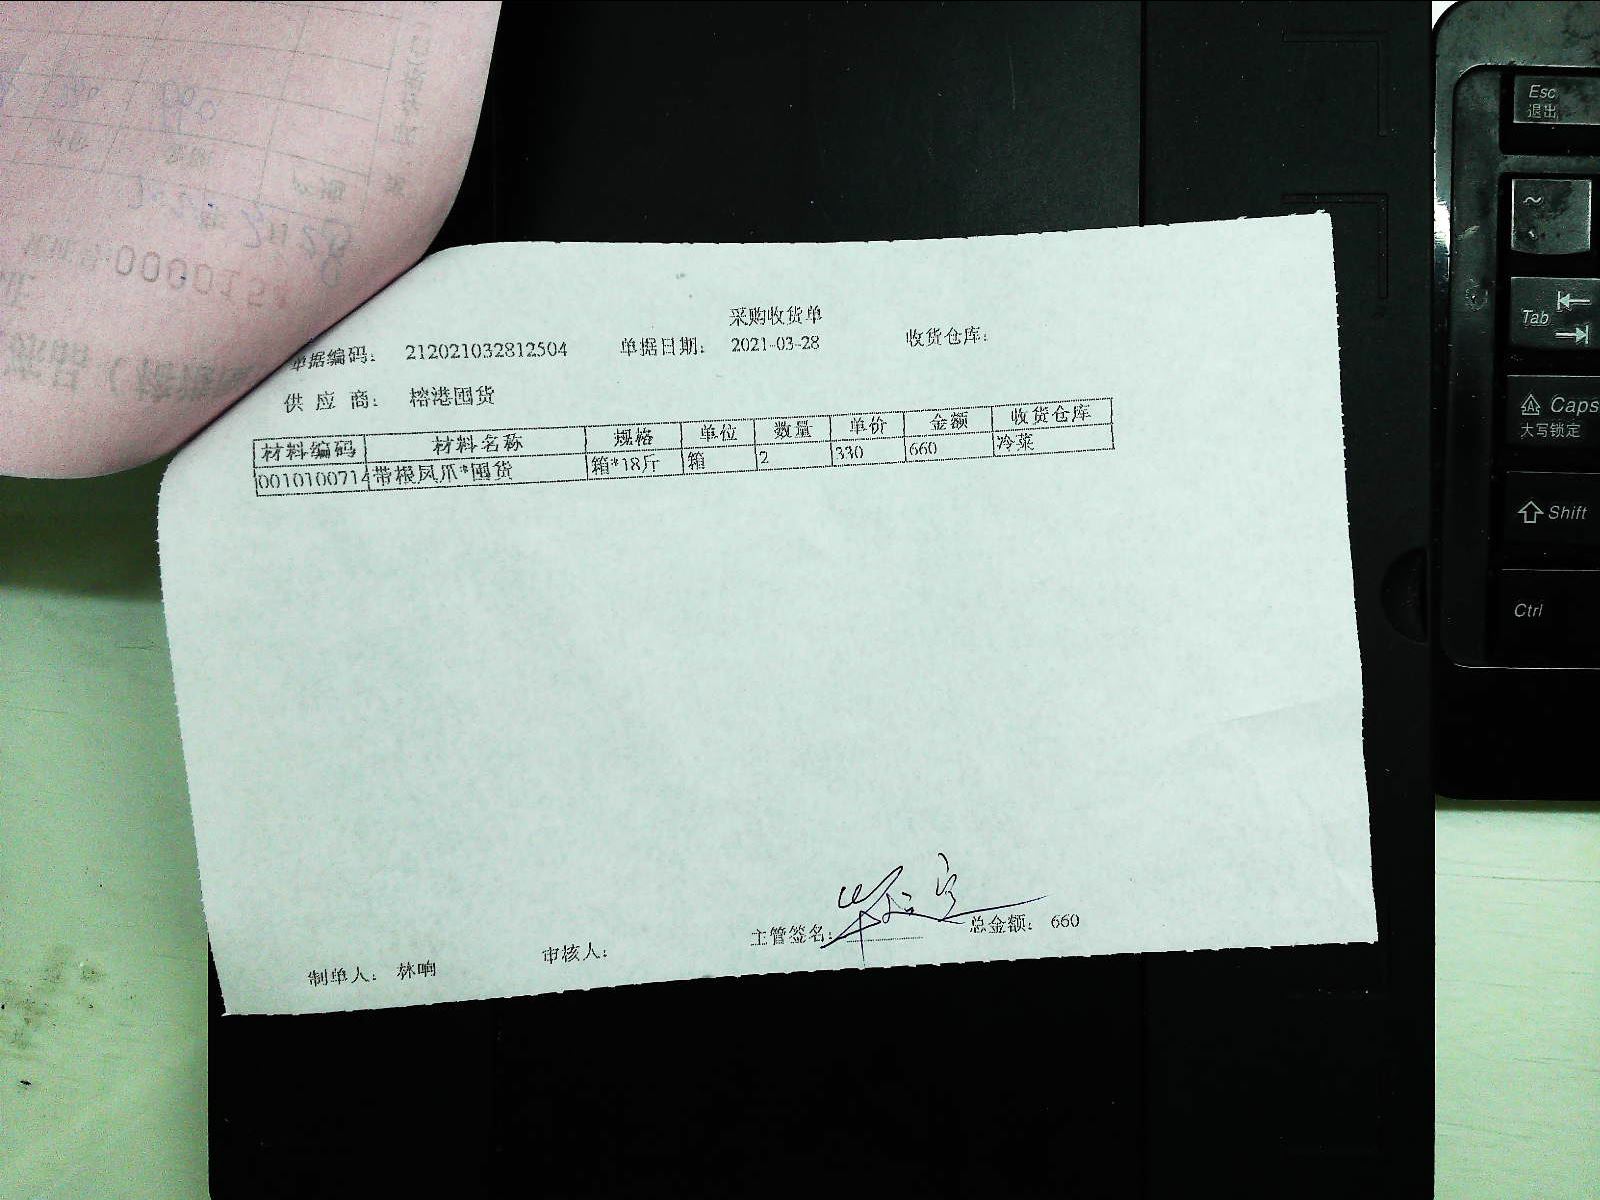 采购收货单
单据编码： 212021032812504 单据日期： 2021-03-28 收货仓库：
供 应 商： 榕港囤货
材料编码 材料名称 规格 单位 数量 单价 金额 收货仓库
0010100714 带根凤爪*囤货 箱*18斤 箱 2 330 660 冷菜
主管签名： 总金额： 660
制单人： 林响 审核人：
Esc
退出
~
Tab
Caps
大写锁定
Shift
Ctrl